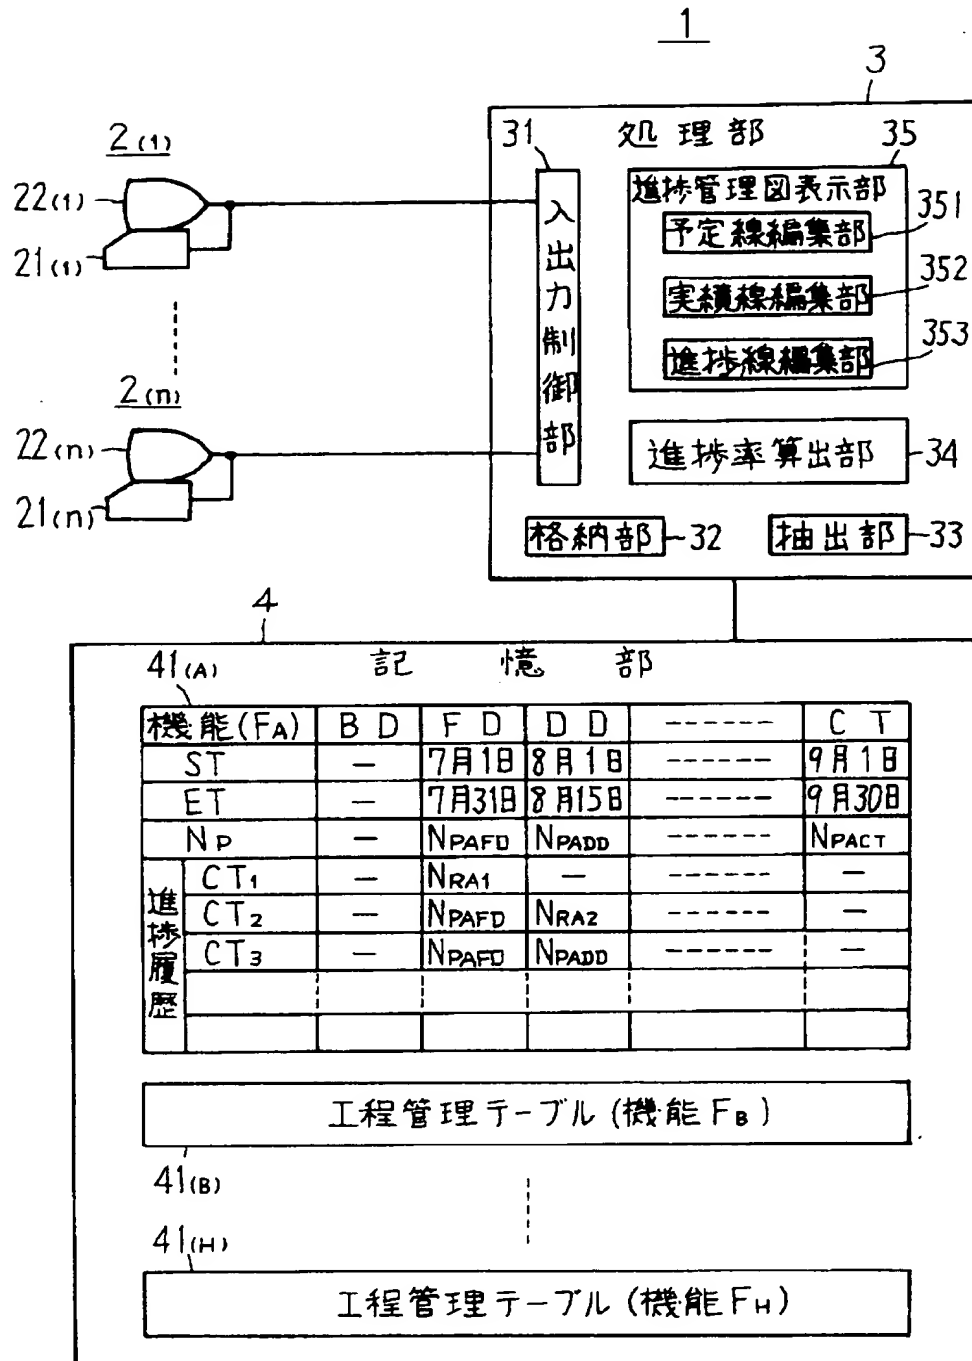 1
3
処理部
31
35
2(1)
22(1)
21(1)
入出力制御部
進捗管理図表示部
351
予定線編集部
352
実績線編集部
353
進捗線編集部
2(n)
22(n)
21(n)
進捗率算出部
34
格納部
32
抽出部
33
4
記憶部
41(A)
機能(FA) BD FD DD ------ CT
ST — 7月1日 8月1日 ------ 9月1日
ET — 7月31日 8月15日 ------ 9月30日
NP — NPAFD NPADD ------ NPACT
進捗履歴
CT1 — NRA1 — ------ —
CT2 — NPAFD NRA2 ------ —
CT3 — NPAFD NPADD ------ —
工程管理テーブル(機能FB)
41(B)
41(H)
工程管理テーブル(機能FH)